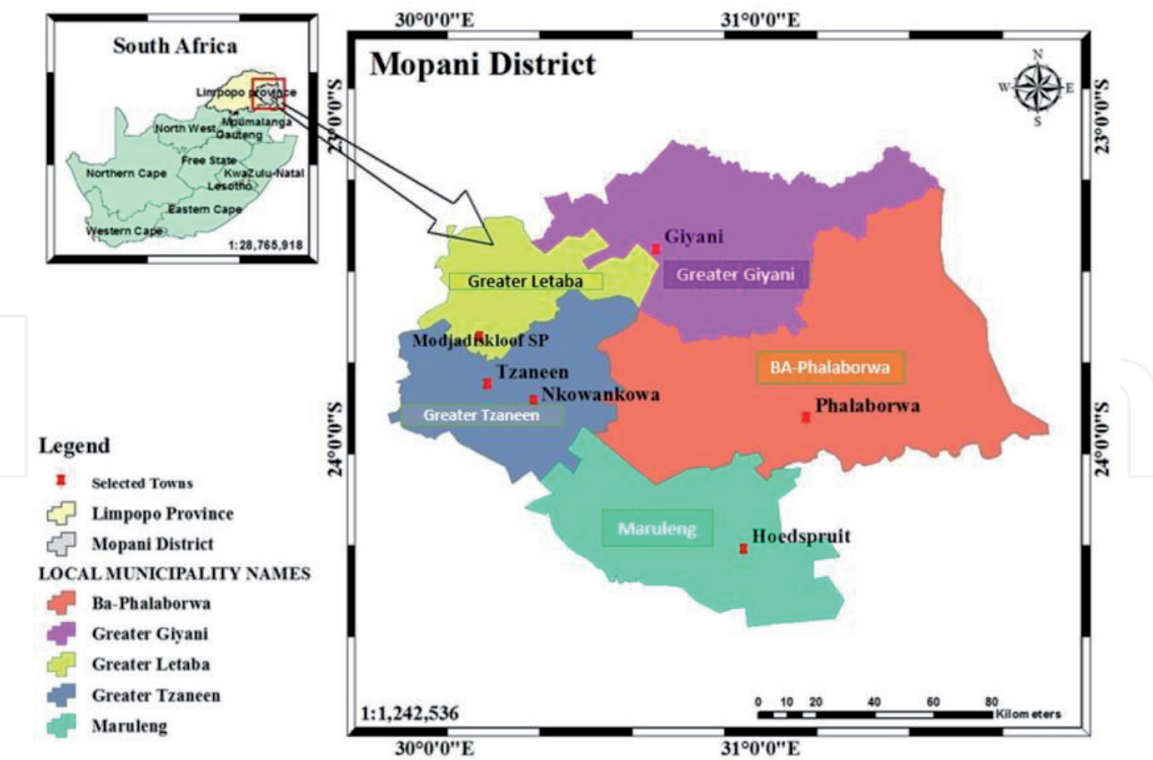 South Africa
Limpopo province
North West
Mpumalanga
Gauteng
Free State
Northern Cape
KwaZulu-Natal
Lesotho
Eastern Cape
Western Cape
1:28,765,918
30°0'0"E
31°0'0"E
Mopani District
N
W
E
S
23°0'0"S
23°0'0"S
Giyani
Greater Giyani
Greater Letaba
Modjadiskloof SP
BA-Phalaborwa
Tzaneen
Nkowankowa
Phalaborwa
Greater Tzaneen
24°0'0"S
24°0'0"S
Maruleng
Hoedspruit
Legend
Selected Towns
Limpopo Province
Mopani District
LOCAL MUNICIPALITY NAMES
Ba-Phalaborwa
Greater Giyani
Greater Letaba
Greater Tzaneen
Maruleng
1:1,242,536
0 10 20 40 60 80
Kilometers
30°0'0"E
31°0'0"E